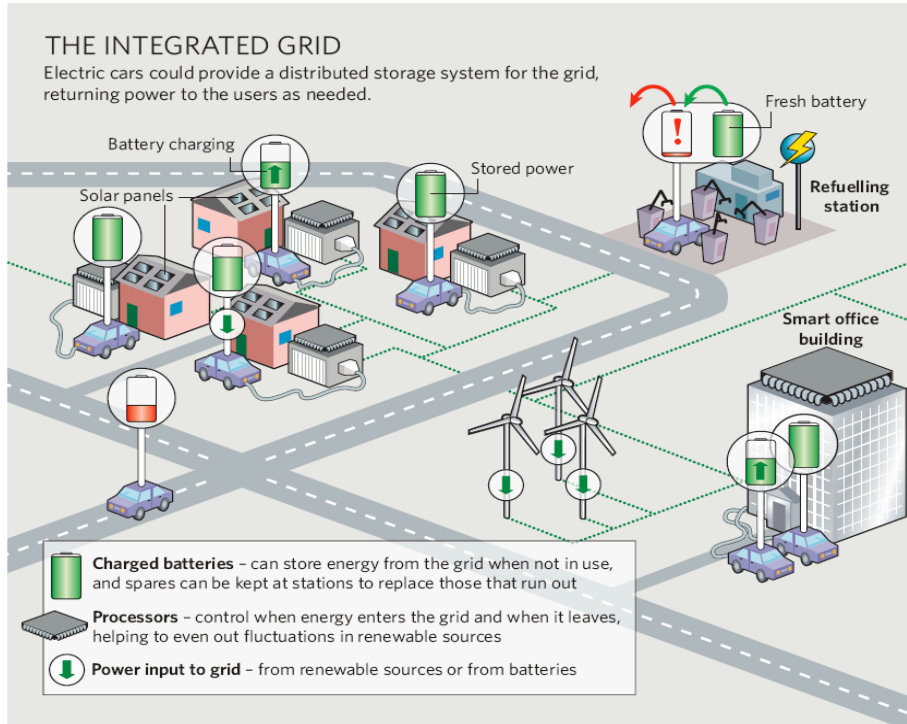 THE INTEGRATED GRID
Electric cars could provide a distributed storage system for the grid,
returning power to the users as needed.
Fresh battery
Battery charging
Stored power
Solar panels
Refuelling
station
!
Smart office
building
Charged batteries – can store energy from the grid when not in use,
and spares can be kept at stations to replace those that run out
Processors – control when energy enters the grid and when it leaves,
helping to even out fluctuations in renewable sources
Power input to grid – from renewable sources or from batteries